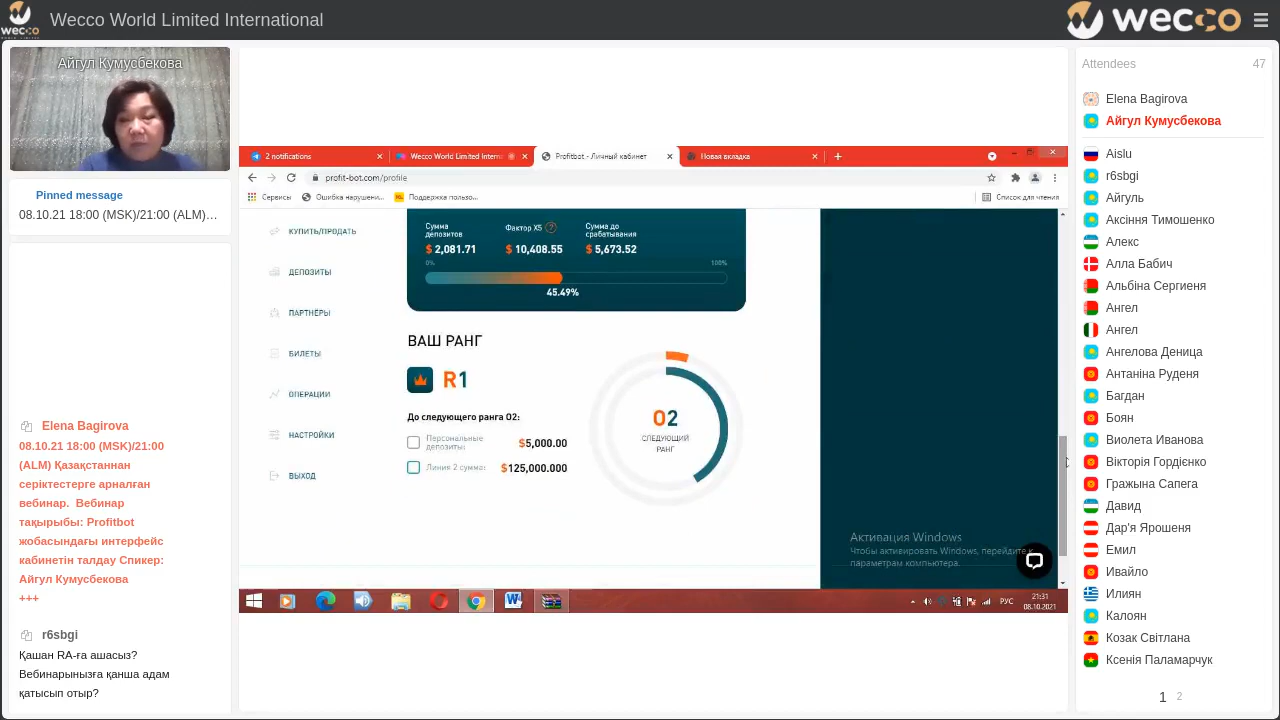 wecco
Wecco World Limited International
wecco
Айгул Кумусбекова
Pinned message
08.10.21 18:00 (MSK)/21:00 (ALM)…
Elena Bagirova
08.10.21 18:00 (MSK)/21:00
(ALM) Қазақстаннан
серіктестерге арналған
вебинар. Вебинар
тақырыбы: Profitbot
жобасындағы интерфейс
кабинетін талдау Спикер:
Айгул Кумусбекова
+++
r6sbgi
Қашан RA-ға ашасыз?
Вебинарынызға қанша адам
қатысып отыр?
2 notifications
Wecco World Limited Intern
Profitbot - Личный кабинет
Новая вкладка
profit-bot.com/profile
Сервисы
Ошибка нарушени...
Поддержка пользо...
Список для чтения
КУПИТЬ/ПРОДАТЬ
ДЕПОЗИТЫ
ПАРТНЁРЫ
БИЛЕТЫ
ОПЕРАЦИИ
НАСТРОЙКИ
ВЫХОД
Сумма депозитов
$ 2,081.71
Фактор X5 ?
$ 10,408.55
Сумма до срабатывания
$ 5,673.52
0%
100%
45.49%
ВАШ РАНГ
R1
До следующего ранга O2:
Персональные депозиты:
$5,000.00
Линия 2 сумма:
$125,000.000
O2
СЛЕДУЮЩИЙ
РАНГ
Активация Windows
Чтобы активировать Windows, перейдите к
параметрам компьютера.
РУС
21:31
08.10.2021
Attendees 47
Elena Bagirova
Айгул Кумусбекова
Aislu
r6sbgi
Айгуль
Аксіння Тимошенко
Алекс
Алла Бабич
Альбіна Сергиеня
Ангел
Ангел
Ангелова Деница
Антаніна Руденя
Багдан
Боян
Виолета Иванова
Вікторія Гордієнко
Гражына Сапега
Давид
Дар'я Ярошеня
Емил
Ивайло
Илиян
Калоян
Козак Світлана
Ксенія Паламарчук
1 2